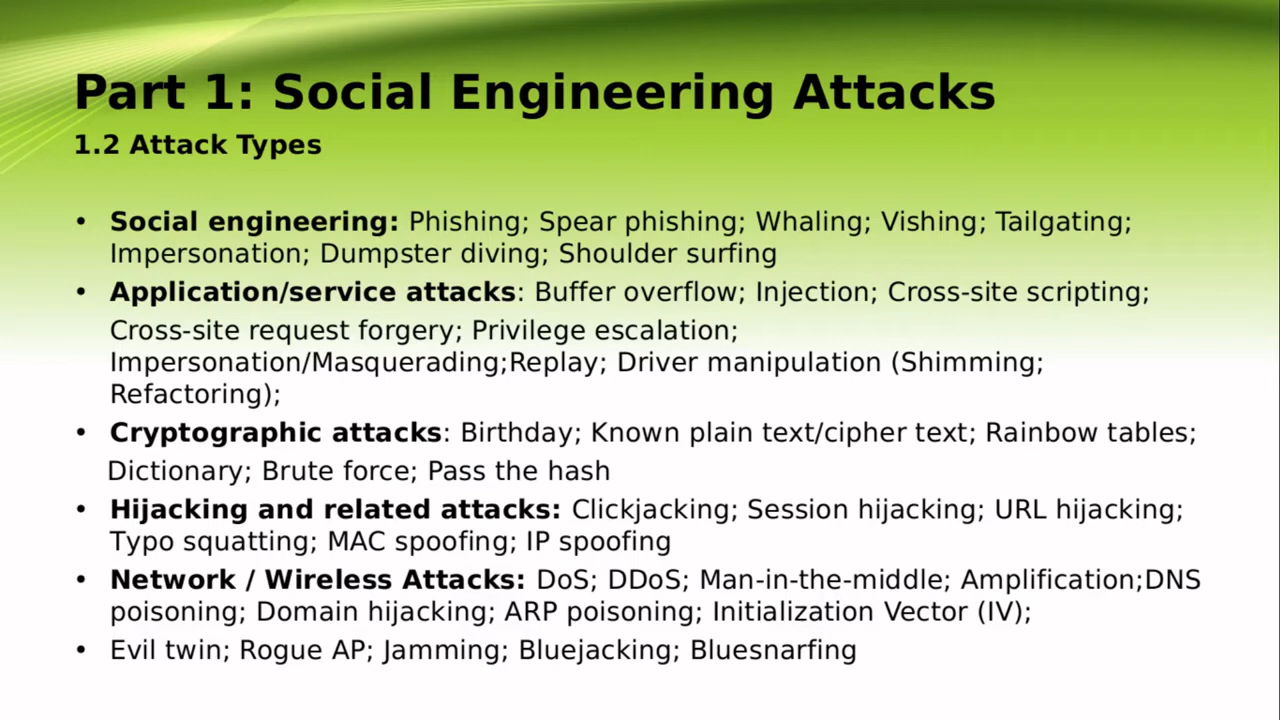 Part 1: Social Engineering Attacks
1.2 Attack Types
• Social engineering: Phishing; Spear phishing; Whaling; Vishing; Tailgating;
Impersonation; Dumpster diving; Shoulder surfing
• Application/service attacks: Buffer overflow; Injection; Cross-site scripting;
Cross-site request forgery; Privilege escalation;
Impersonation/Masquerading;Replay; Driver manipulation (Shimming;
Refactoring);
• Cryptographic attacks: Birthday; Known plain text/cipher text; Rainbow tables;
Dictionary; Brute force; Pass the hash
• Hijacking and related attacks: Clickjacking; Session hijacking; URL hijacking;
Typo squatting; MAC spoofing; IP spoofing
• Network / Wireless Attacks: DoS; DDoS; Man-in-the-middle; Amplification;DNS
poisoning; Domain hijacking; ARP poisoning; Initialization Vector (IV);
• Evil twin; Rogue AP; Jamming; Bluejacking; Bluesnarfing